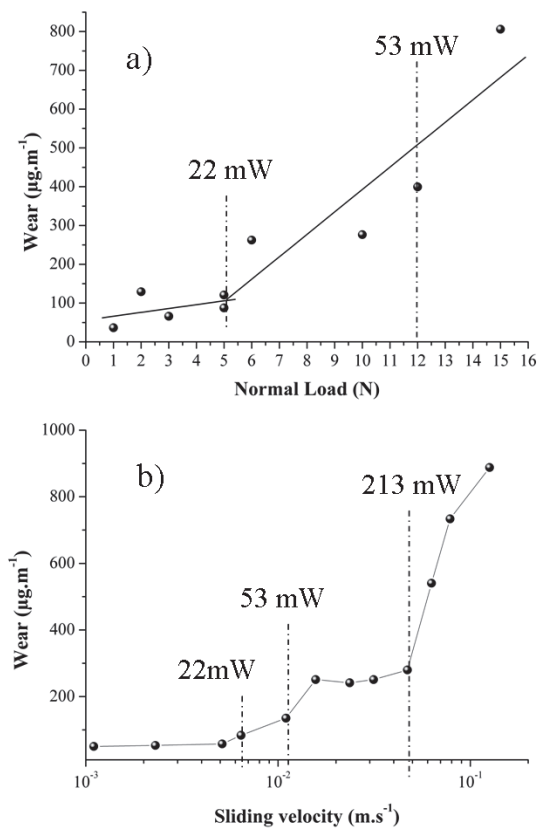 a)
53 mW
22 mW
800
700
600
500
400
300
200
100
0
Wear (µg.m⁻¹)
0 1 2 3 4 5 6 7 8 9 10 11 12 13 14 15 16
Normal Load (N)
b)
213 mW
53 mW
22mW
1000
800
600
400
200
Wear (µg.m⁻¹)
10⁻³ 10⁻² 10⁻¹
Sliding velocity (m.s⁻¹)